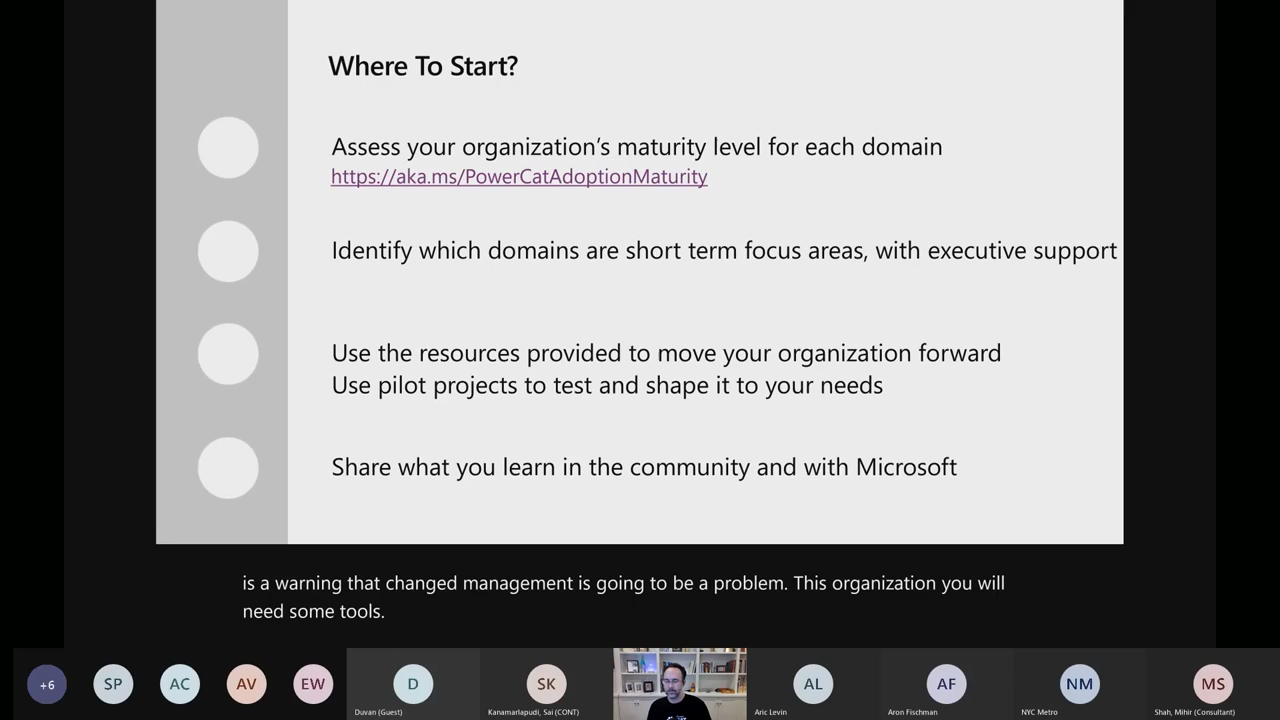 Where To Start?
Assess your organization's maturity level for each domain
https://aka.ms/PowerCatAdoptionMaturity
Identify which domains are short term focus areas, with executive support
Use the resources provided to move your organization forward
Use pilot projects to test and shape it to your needs
Share what you learn in the community and with Microsoft
is a warning that changed management is going to be a problem. This organization you will
need some tools.
+6 SP AC AV EW D SK AL AF NM MS
Duvan (Guest) Kanamarlapudi, Sai (CONT) Aric Levin Aron Fischman NYC Metro Shah, Mihir (Consultant)